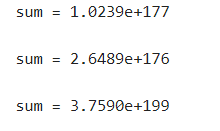 sum = 1.0239e+177
sum = 2.6489e+176
sum = 3.7590e+199